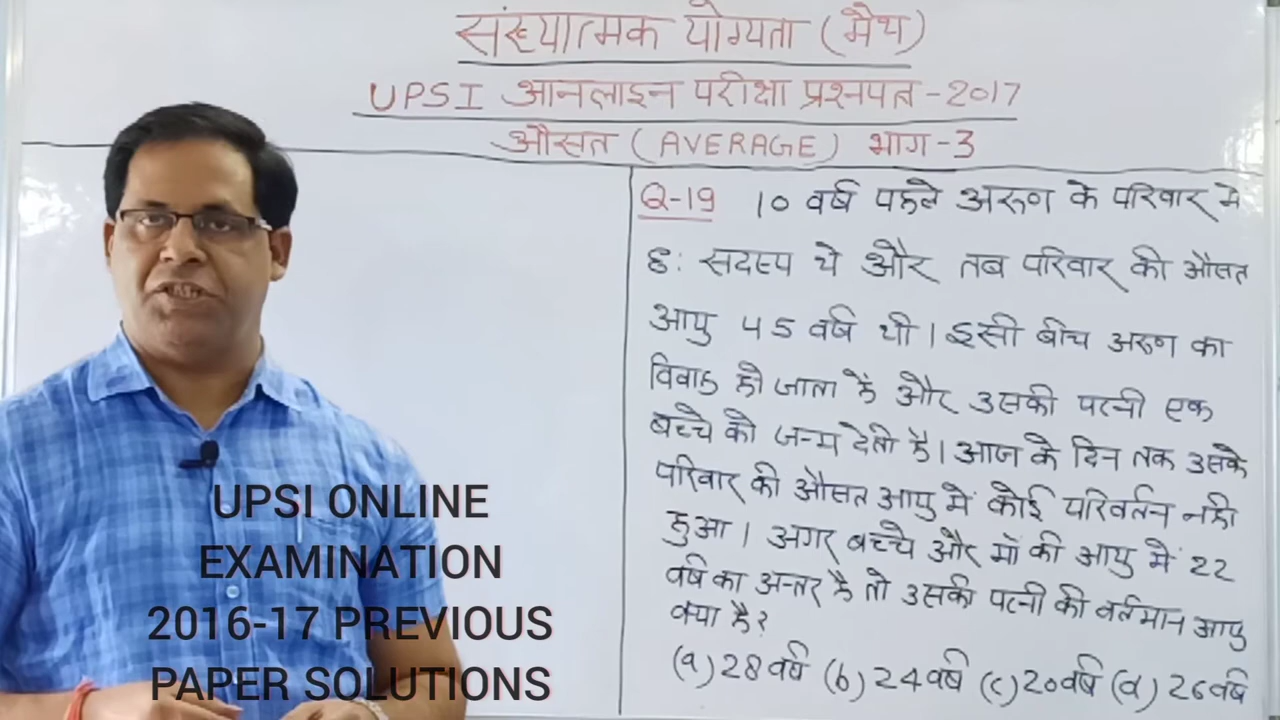 संख्यात्मक योग्यता (मैथ)
UPSI आनलाइन परीक्षा प्रश्नपत्र-2017
औसत (AVERAGE) भाग-3
Q-19 10 वर्ष पहले अरुण के परिवार मे
छ: सदस्य थे और तब परिवार की औसत
आयु 45 वर्ष थी। इसी बीच अरुण का
विवाह हो जाता है और उसकी पत्नी एक
बच्चे को जन्म देती है। आज के दिन तक उसके
परिवार की औसत आयु में कोई परिवर्तन नही
हुआ। अगर बच्चे और माँ की आयु में 22
वर्ष का अन्तर है तो उसकी पत्नी की वर्तमान आयु
क्या है?
(a) 28 वर्ष (b) 24 वर्ष (c) 20 वर्ष (d) 26 वर्ष
UPSI ONLINE
EXAMINATION
2016-17 PREVIOUS
PAPER SOLUTIONS